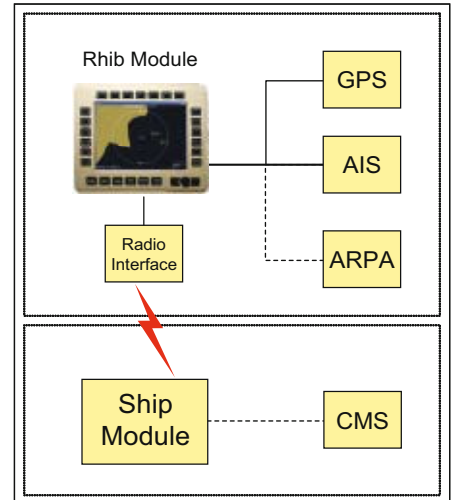 Rhib Module
GPS
AIS
Radio
Interface
ARPA
Ship
Module
CMS